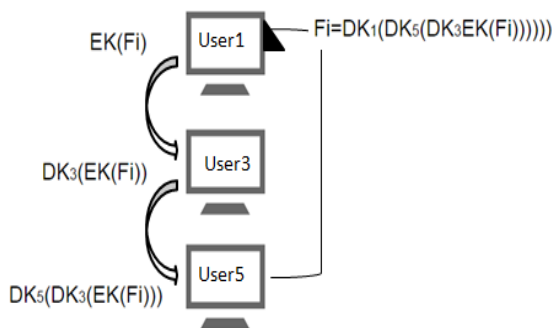 EK(Fi)
User1
Fi=DK₁(DK₅(DK₃EK(Fi))))))
User3
DK₃(EK(Fi))
User5
DK₅(DK₃(EK(Fi)))